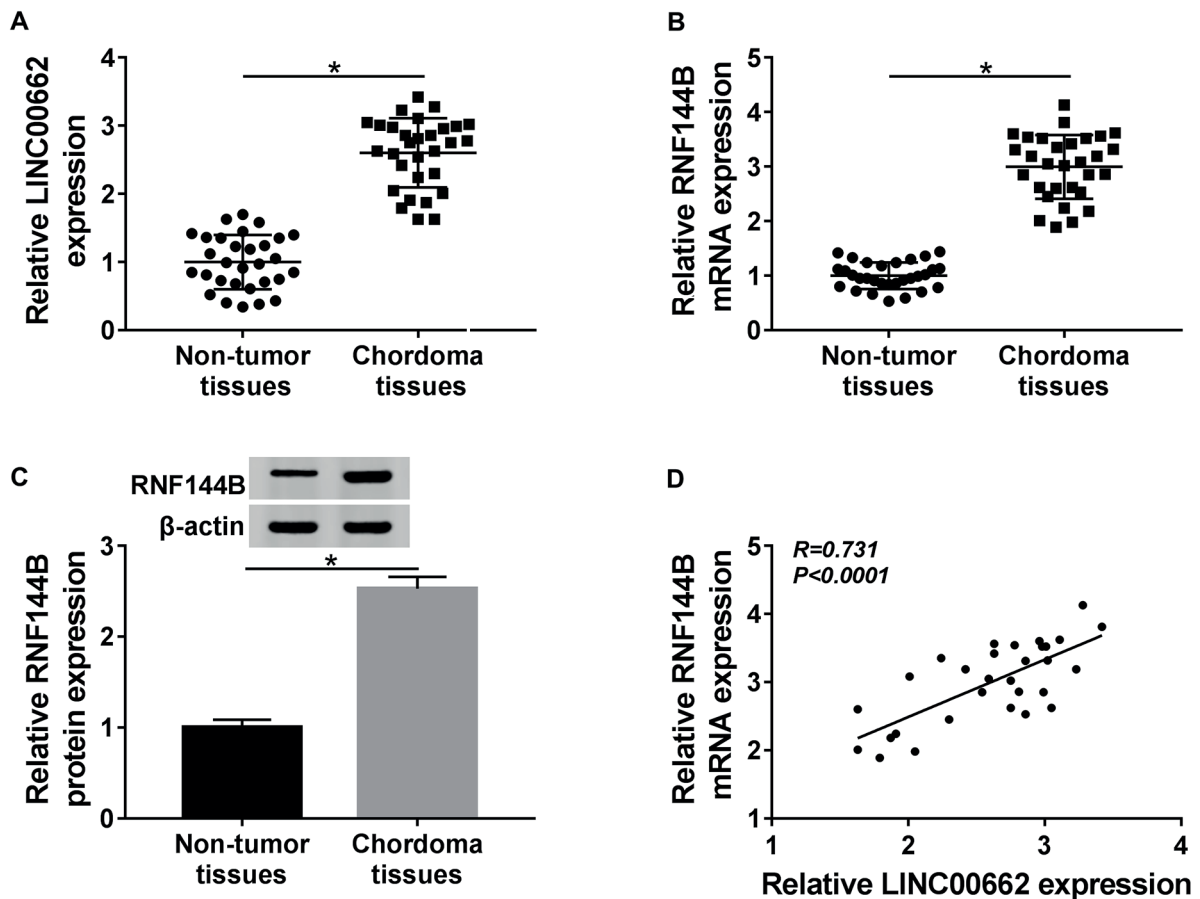 A
Relative LINC00662
expression
4
3
2
1
0
*
Non-tumor
tissues
Chordoma
tissues
B
Relative RNF144B
mRNA expression
5
4
3
2
1
0
*
Non-tumor
tissues
Chordoma
tissues
C
RNF144B
β-actin
Relative RNF144B
protein expression
3
2
1
0
*
Non-tumor
tissues
Chordoma
tissues
D
Relative RNF144B
mRNA expression
5
4
3
2
1
R=0.731
P<0.0001
1 2 3 4
Relative LINC00662 expression